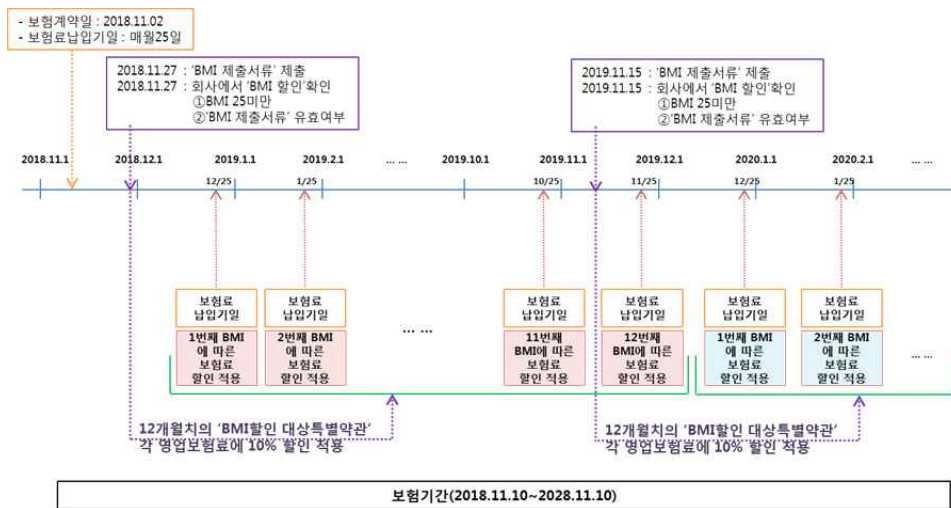 - 보험계약일 : 2018.11.02
- 보험료납입기일 : 매월25일
2018.11.27 : 'BMI 제출서류' 제출
2018.11.27 : 회사에서 'BMI 할인'확인
①BMI 25미만
②'BMI 제출서류' 유효여부
2019.11.15 : 'BMI 제출서류' 제출
2019.11.15 : 회사에서 'BMI 할인'확인
①BMI 25미만
②'BMI 제출서류' 유효여부
2018.11.1 2018.12.1 2019.1.1 2019.2.1 ... ... 2019.10.1 2019.11.1 2019.12.1 2020.1.1 2020.2.1 ... ...
12/25 1/25 10/25 11/25 12/25 1/25
보험료
납입기일
1번째 BMI
에 따른
보험료
할인 적용
보험료
납입기일
2번째 BMI
에 따른
보험료
할인 적용
... ...
보험료
납입기일
11번째
BMI에 따른
보험료
할인 적용
보험료
납입기일
12번째
BMI에 따른
보험료
할인 적용
보험료
납입기일
1번째 BMI
에 따른
보험료
할인 적용
보험료
납입기일
2번째 BMI
에 따른
보험료
할인 적용
... ...
12개월치의 'BMI할인 대상특별약관'
각 영업보험료에 10% 할인 적용
12개월치의 'BMI할인 대상특별약관'
각 영업보험료에 10% 할인 적용
보험기간(2018.11.10~2028.11.10)